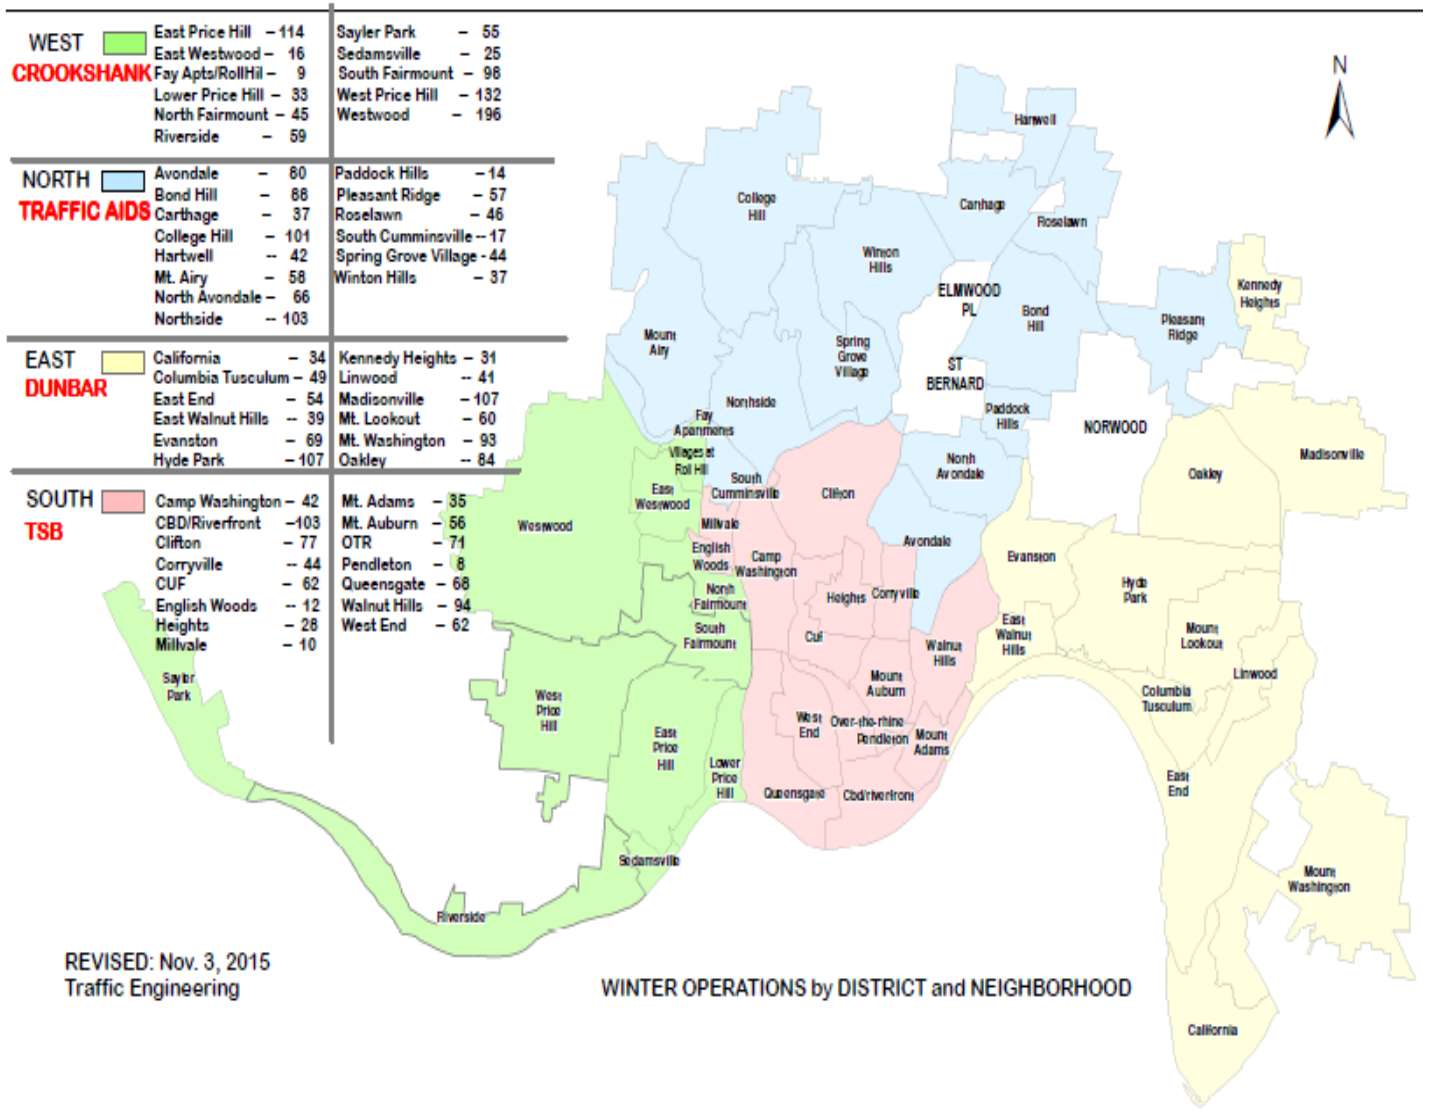 WEST
CROOKSHANK
East Price Hill – 114
East Westwood – 16
Fay Apts/RollHil – 9
Lower Price Hill – 33
North Fairmount – 45
Riverside – 59
Sayler Park – 55
Sedamsville – 25
South Fairmount – 98
West Price Hill – 132
Westwood – 196
NORTH
TRAFFIC AIDS
Avondale – 80
Bond Hill – 88
Carthage – 37
College Hill – 101
Hartwell -- 42
Mt. Airy – 58
North Avondale – 66
Northside -- 103
Paddock Hills – 14
Pleasant Ridge – 57
Roselawn – 46
South Cumminsville -- 17
Spring Grove Village - 44
Winton Hills – 37
EAST
DUNBAR
California – 34
Columbia Tusculum – 49
East End – 54
East Walnut Hills -- 39
Evanston – 69
Hyde Park – 107
Kennedy Heights – 31
Linwood -- 41
Madisonville – 107
Mt. Lookout – 60
Mt. Washington – 93
Oakley -- 84
SOUTH
TSB
Camp Washington – 42
CBD/Riverfront –103
Clifton – 77
Corryville -- 44
CUF – 62
English Woods -- 12
Heights – 28
Millvale – 10
Mt. Adams – 35
Mt. Auburn – 56
OTR – 71
Pendleton – 8
Queensgate – 68
Walnut Hills – 94
West End – 62
N
Hartwell
College
Hill
Carthage
Roselawn
Winton
Hills
Kennedy
Heights
ELMWOOD
PL
Bond
Hill
Pleasant
Ridge
Mount
Airy
Spring
Grove
Village
ST
BERNARD
Northside
Paddock
Hills
NORWOOD
Fay
Apartments
Villages at
Roll Hill
North
Avondale
Madisonville
Oakley
South
Cumminsville
Clifton
East
Westwood
Westwood
Millvale
Avondale
English
Woods
Camp
Washington
Evanston
Hyde
Park
North
Fairmount
Heights
Corryville
South
Fairmount
Cuf
East
Walnut
Hills
Walnut
Hills
Mount
Lookout
Linwood
Sayler
Park
Mount
Auburn
West
Price
Hill
Columbia
Tusculum
West
End
Over-the-rhine
Pendleton
Mount
Adams
East
Price
Hill
Lower
Price
Hill
Queensgate
Cbd/riverfront
East
End
Sedamsville
Mount
Washington
Riverside
REVISED: Nov. 3, 2015
Traffic Engineering
WINTER OPERATIONS by DISTRICT and NEIGHBORHOOD
California